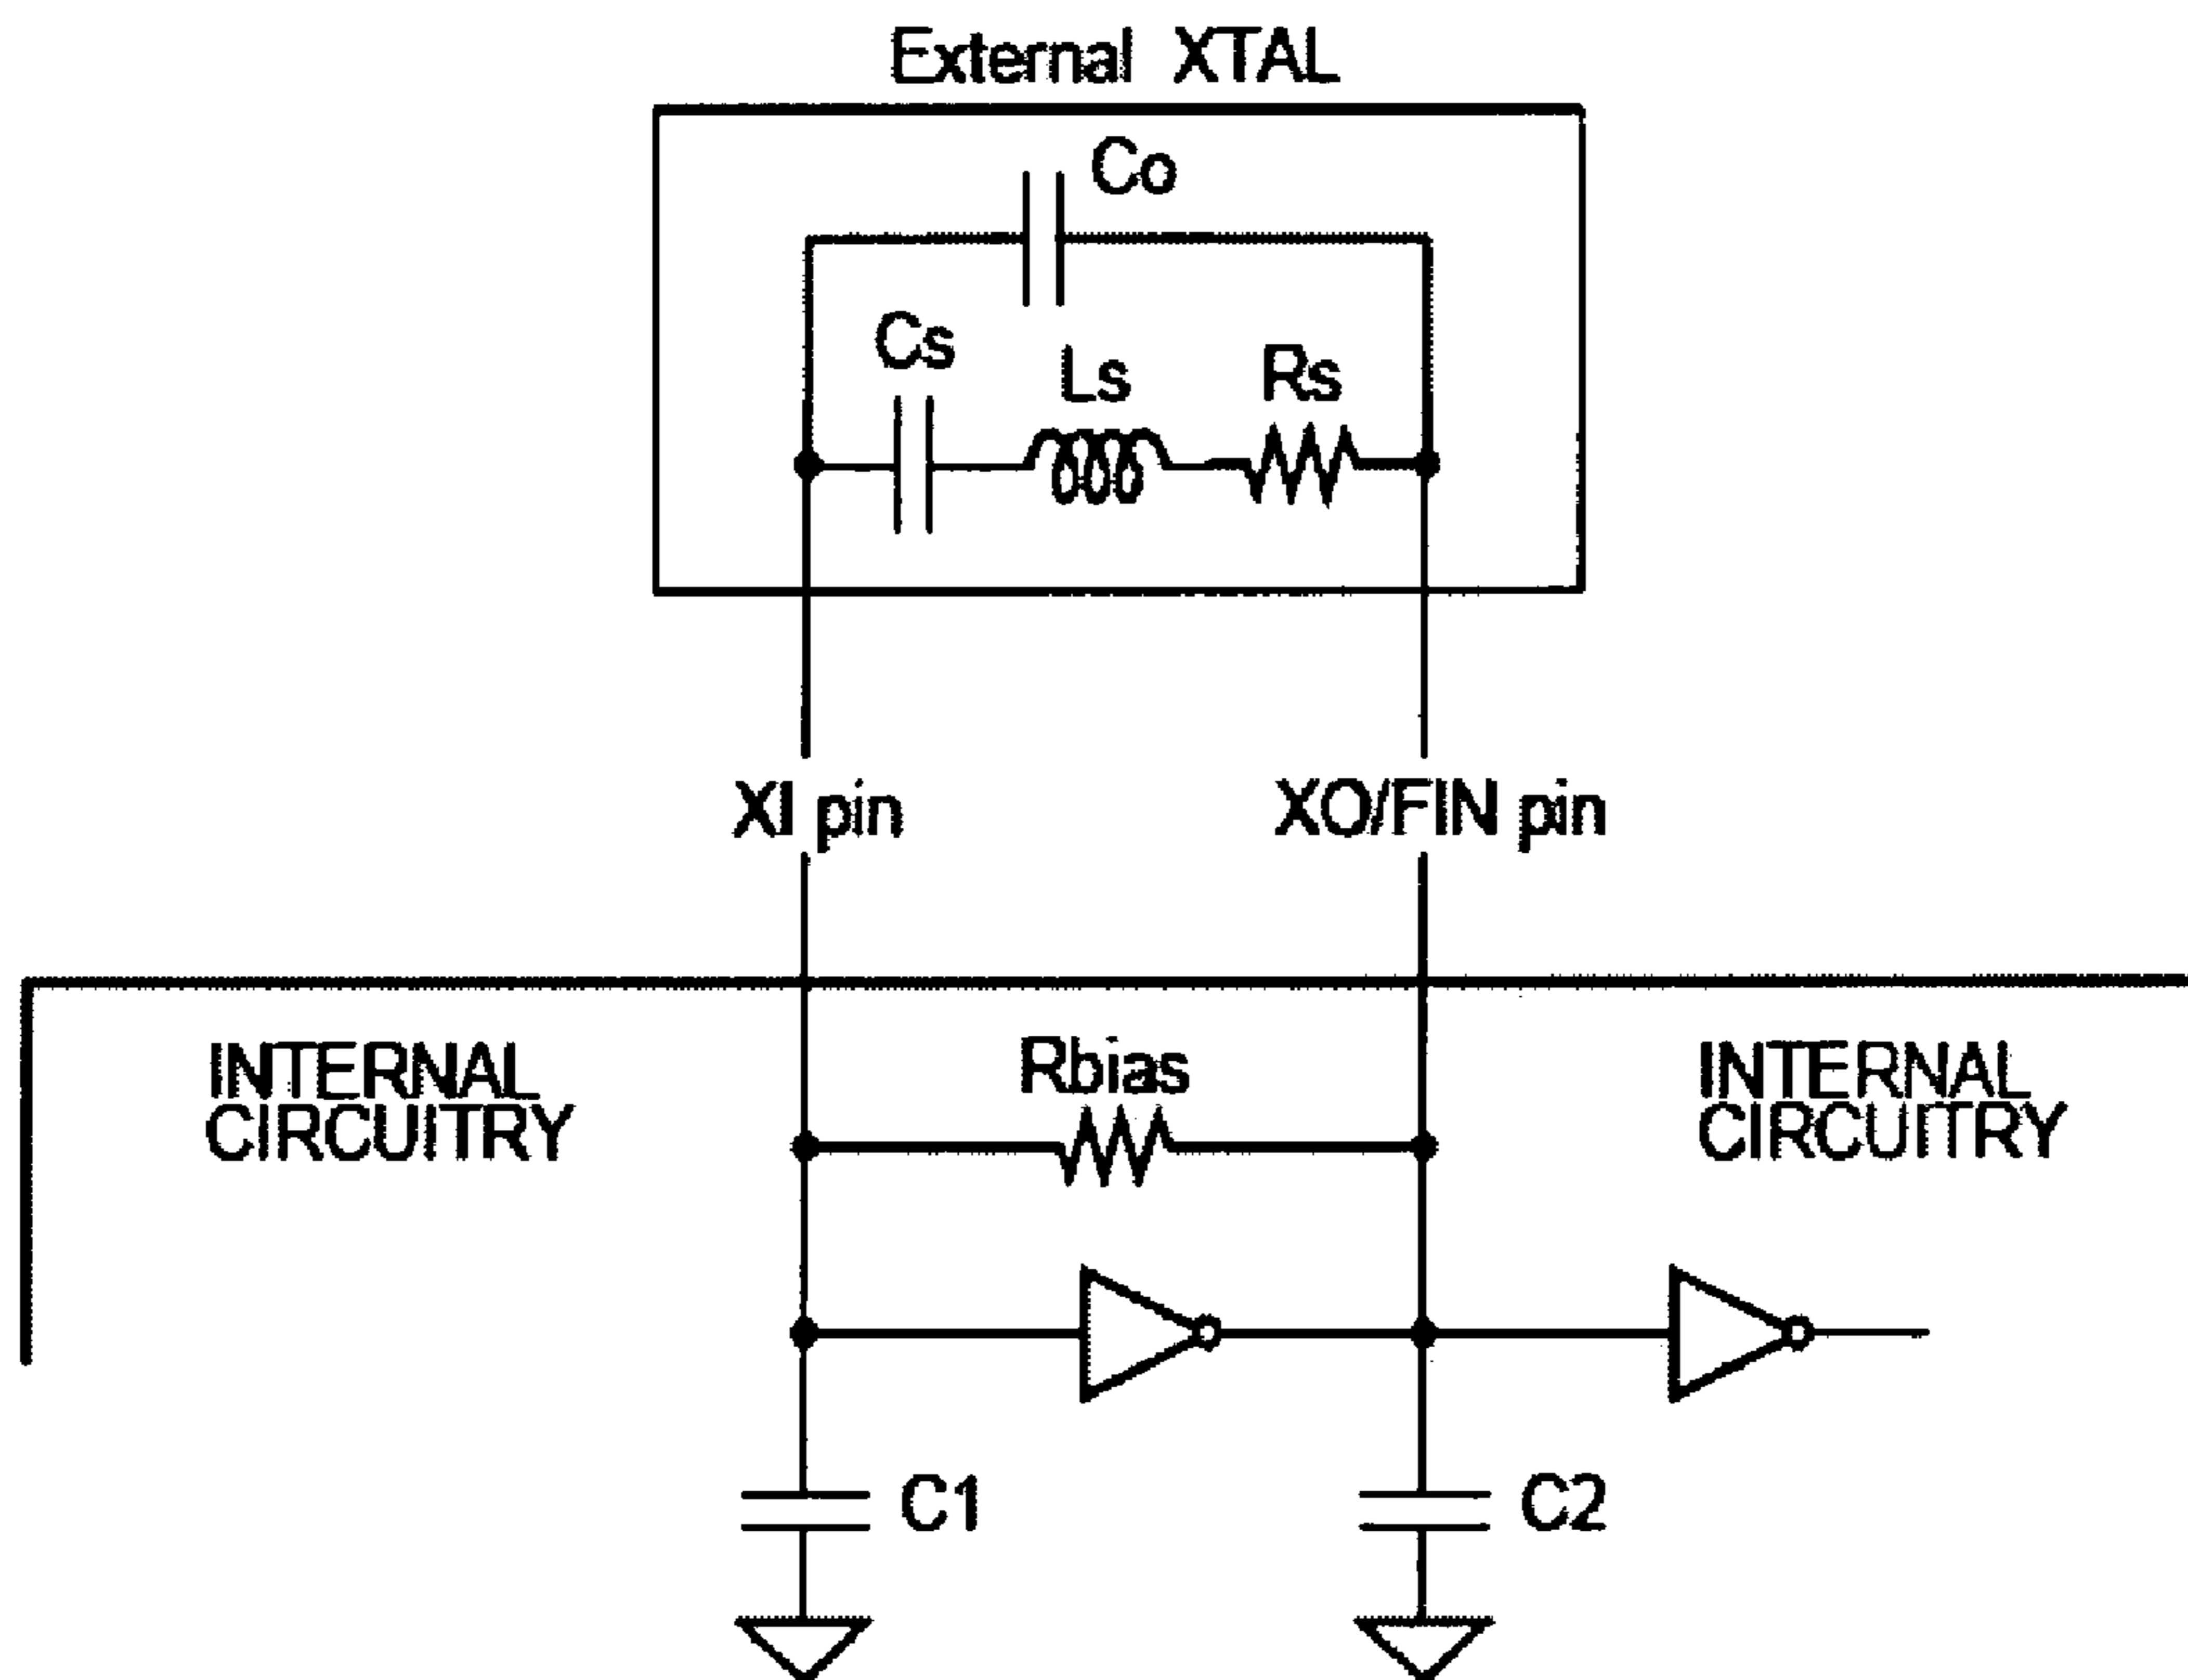 External XTAL
Co
Cs
Ls
Rs
XI pin
XO/FIN pin
INTERNAL
CIRCUITRY
Rbias
INTERNAL
CIRCUITRY
C1
C2